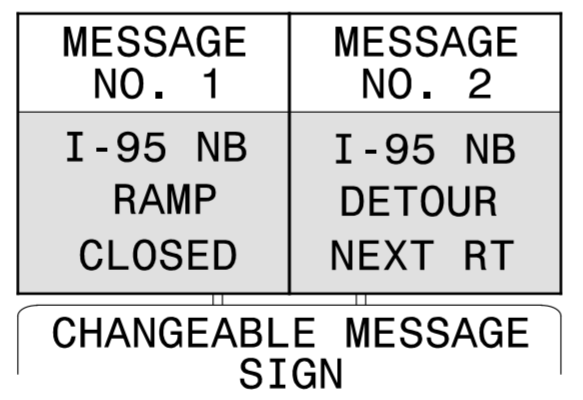 MESSAGE
NO. 1
I-95 NB
RAMP
CLOSED
MESSAGE
NO. 2
I-95 NB
DETOUR
NEXT RT
CHANGEABLE MESSAGE
SIGN